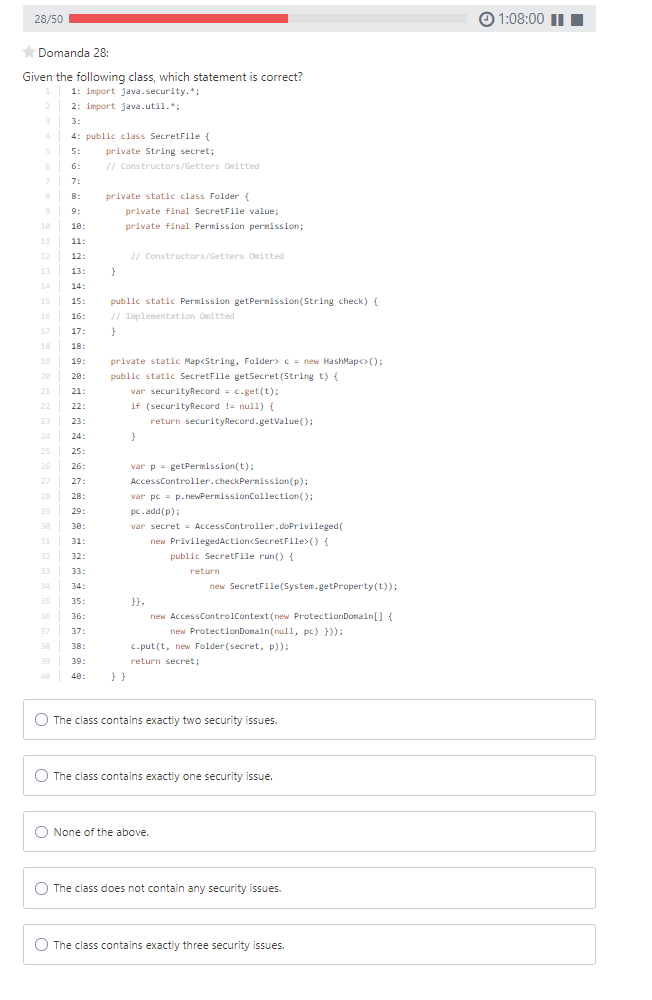 28/50 1:08:00
Domanda 28:
Given the following class, which statement is correct?
1 1: import java.security.*;
2 2: import java.util.*;
3 3:
4 4: public class SecretFile {
5 5: private String secret;
6 6: // Constructors/Getters Omitted
7 7:
8 8: private static class Folder {
9 9: private final SecretFile value;
10 10: private final Permission permission;
11 11:
12 12: // Constructors/Getters Omitted
13 13: }
14 14:
15 15: public static Permission getPermission(String check) {
16 16: // Implementation Omitted
17 17: }
18 18:
19 19: private static Map<String, Folder> c = new HashMap<>();
20 20: public static SecretFile getSecret(String t) {
21 21: var securityRecord = c.get(t);
22 22: if (securityRecord != null) {
23 23: return securityRecord.getValue();
24 24: }
25 25:
26 26: var p = getPermission(t);
27 27: AccessController.checkPermission(p);
28 28: var pc = p.newPermissionCollection();
29 29: pc.add(p);
30 30: var secret = AccessController.doPrivileged(
31 31: new PrivilegedAction<SecretFile>() {
32 32: public SecretFile run() {
33 33: return
34 34: new SecretFile(System.getProperty(t));
35 35: }},
36 36: new AccessControlContext(new ProtectionDomain[] {
37 37: new ProtectionDomain(null, pc) }));
38 38: c.put(t, new Folder(secret, p));
39 39: return secret;
40 40: } }
The class contains exactly two security issues.
The class contains exactly one security issue.
None of the above.
The class does not contain any security issues.
The class contains exactly three security issues.